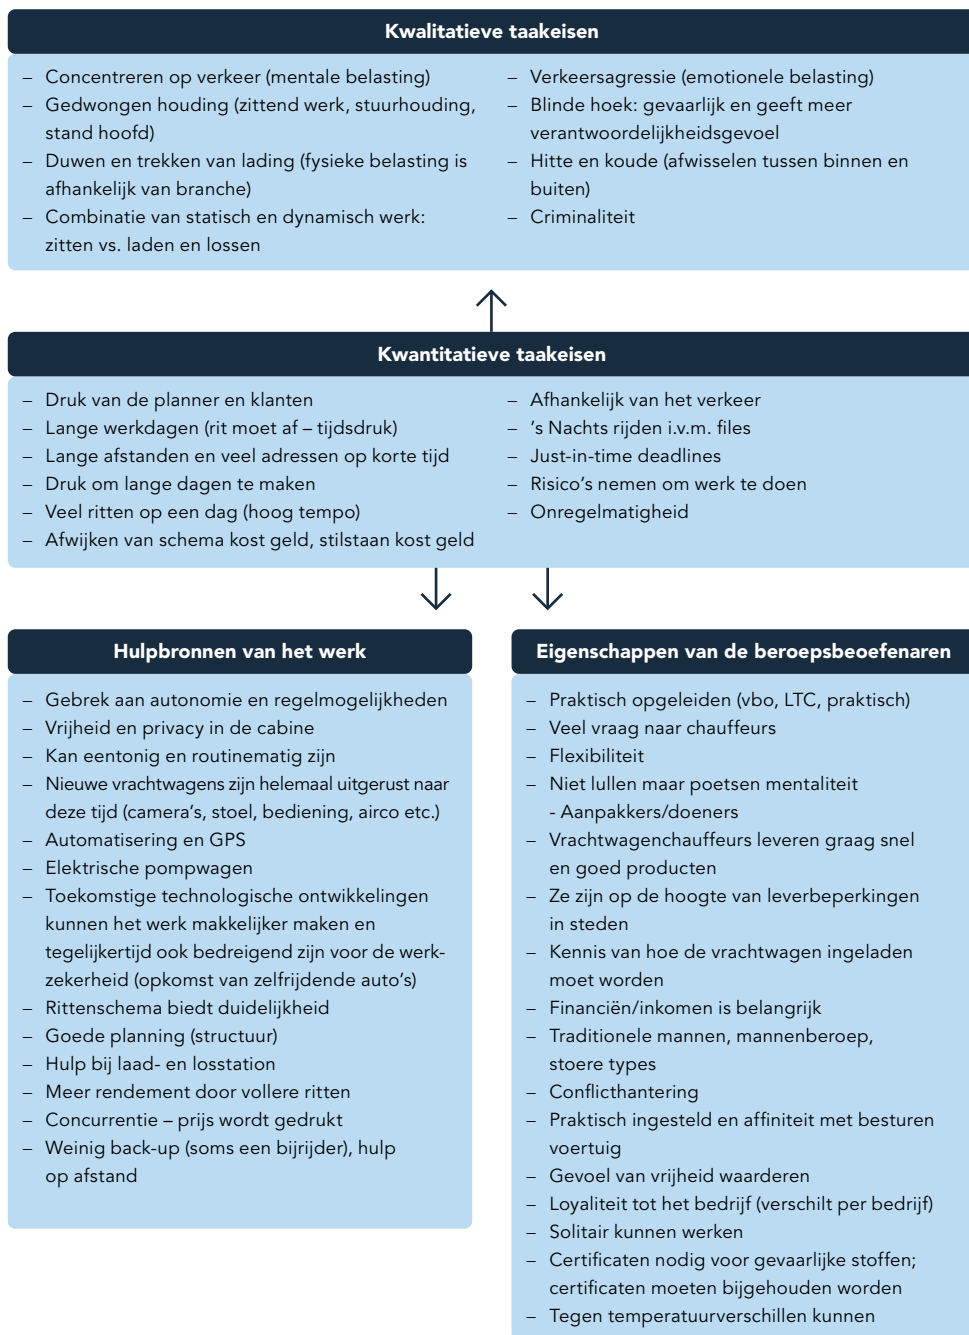 Kwalitatieve taakeisen
– Concentreren op verkeer (mentale belasting)
– Gedwongen houding (zittend werk, stuurhouding,
stand hoofd)
– Duwen en trekken van lading (fysieke belasting is
afhankelijk van branche)
– Combinatie van statisch en dynamisch werk:
zitten vs. laden en lossen
– Verkeersagressie (emotionele belasting)
– Blinde hoek: gevaarlijk en geeft meer
verantwoordelijkheidsgevoel
– Hitte en koude (afwisselen tussen binnen en
buiten)
– Criminaliteit
Kwantitatieve taakeisen
– Druk van de planner en klanten
– Lange werkdagen (rit moet af – tijdsdruk)
– Lange afstanden en veel adressen op korte tijd
– Druk om lange dagen te maken
– Veel ritten op een dag (hoog tempo)
– Afwijken van schema kost geld, stilstaan kost geld
– Afhankelijk van het verkeer
– 's Nachts rijden i.v.m. files
– Just-in-time deadlines
– Risico's nemen om werk te doen
– Onregelmatigheid
Hulpbronnen van het werk
– Gebrek aan autonomie en regelmogelijkheden
– Vrijheid en privacy in de cabine
– Kan eentonig en routinematig zijn
– Nieuwe vrachtwagens zijn helemaal uitgerust naar
deze tijd (camera's, stoel, bediening, airco etc.)
– Automatisering en GPS
– Elektrische pompwagen
– Toekomstige technologische ontwikkelingen
kunnen het werk makkelijker maken en
tegelijkertijd ook bedreigend zijn voor de werk-
zekerheid (opkomst van zelfrijdende auto's)
– Rittenschema biedt duidelijkheid
– Goede planning (structuur)
– Hulp bij laad- en losstation
– Meer rendement door vollere ritten
– Concurrentie – prijs wordt gedrukt
– Weinig back-up (soms een bijrijder), hulp
op afstand
Eigenschappen van de beroepsbeoefenaren
– Praktisch opgeleiden (vbo, LTC, praktisch)
– Veel vraag naar chauffeurs
– Flexibiliteit
– Niet lullen maar poetsen mentaliteit
- Aanpakkers/doeners
– Vrachtwagenchauffeurs leveren graag snel
en goed producten
– Ze zijn op de hoogte van leverbeperkingen
in steden
– Kennis van hoe de vrachtwagen ingeladen
moet worden
– Financiën/inkomen is belangrijk
– Traditionele mannen, mannenberoep,
stoere types
– Conflicthantering
– Praktisch ingesteld en affiniteit met besturen
voertuig
– Gevoel van vrijheid waarderen
– Loyaliteit tot het bedrijf (verschilt per bedrijf)
– Solitair kunnen werken
– Certificaten nodig voor gevaarlijke stoffen;
certificaten moeten bijgehouden worden
– Tegen temperatuurverschillen kunnen